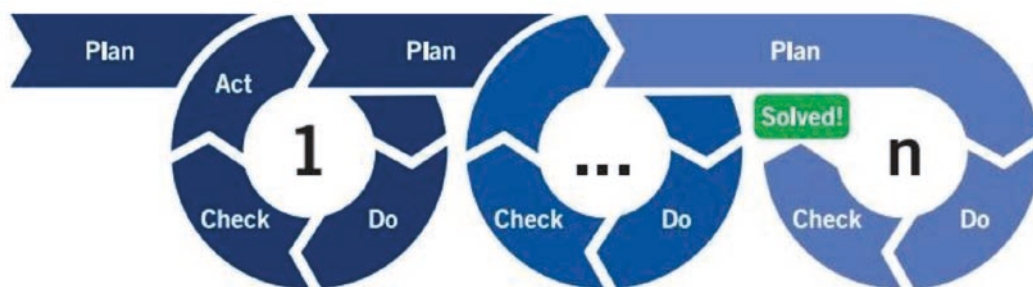 Plan
Act
1
Check
Do
Plan
...
Check
Do
Plan
Solved!
n
Check
Do